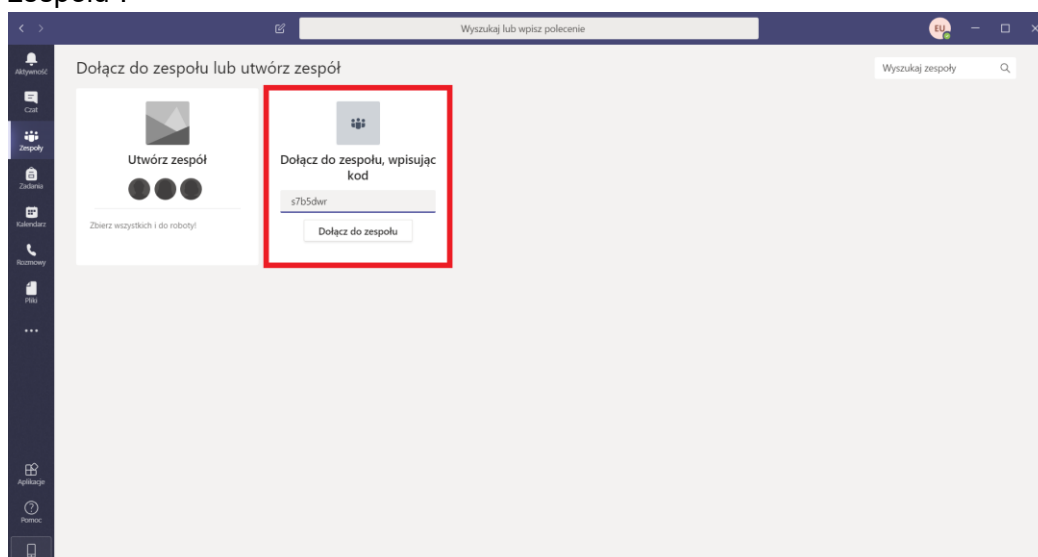 Wyszukaj lub wpisz polecenie
EU
Aktywność
Czat
Zespoły
Zadania
Kalendarz
Rozmowy
Pliki
Aplikacje
Pomoc
Dołącz do zespołu lub utwórz zespół
Wyszukaj zespoły
Utwórz zespół
Zbierz wszystkich i do roboty!
Dołącz do zespołu, wpisując
kod
s7b5dwr
Dołącz do zespołu